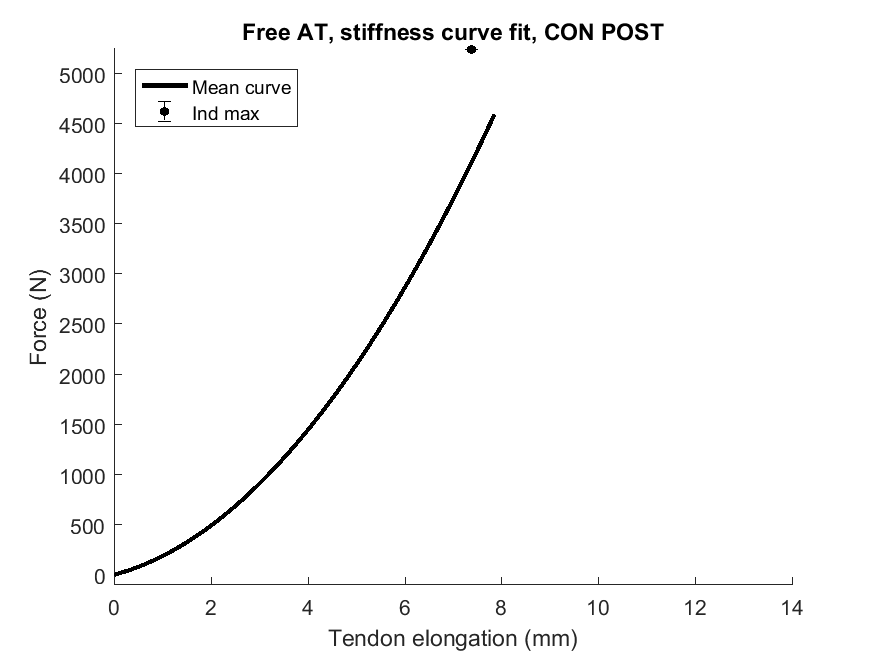 Free AT, stiffness curve fit, CON POST
Mean curve
Ind max
Force (N)
5000
4500
4000
3500
3000
2500
2000
1500
1000
500
0
0 2 4 6 8 10 12 14
Tendon elongation (mm)